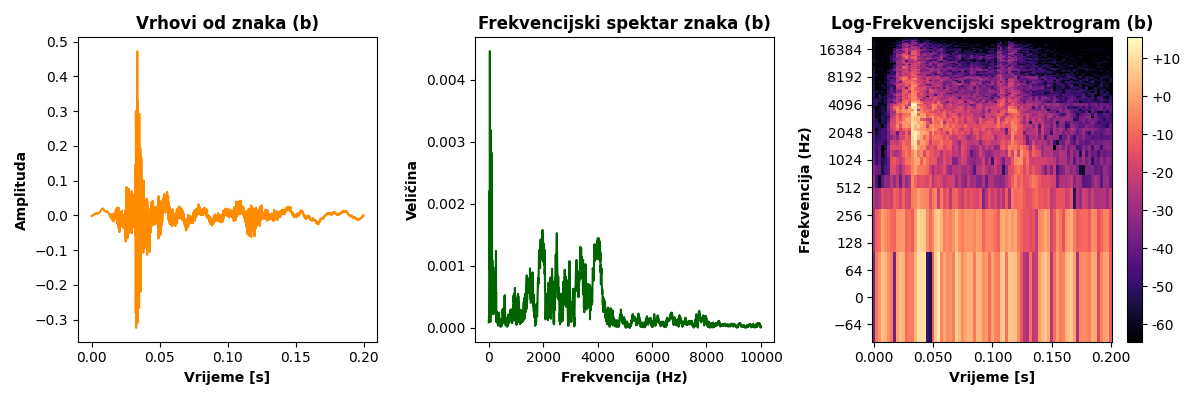 Vrhovi od znaka (b)
0.5
0.4
0.3
0.2
0.1
0.0
−0.1
−0.2
−0.3
Amplituda
0.00 0.05 0.10 0.15 0.20
Vrijeme [s]
Frekvencijski spektar znaka (b)
0.004
0.003
0.002
0.001
0.000
Veličina
0 2000 4000 6000 8000 10000
Frekvencija (Hz)
Log-Frekvencijski spektrogram (b)
16384
8192
4096
2048
1024
512
256
128
64
0
−64
Frekvencija (Hz)
0.000 0.050 0.100 0.150 0.200
Vrijeme [s]
+10
+0
-10
-20
-30
-40
-50
-60